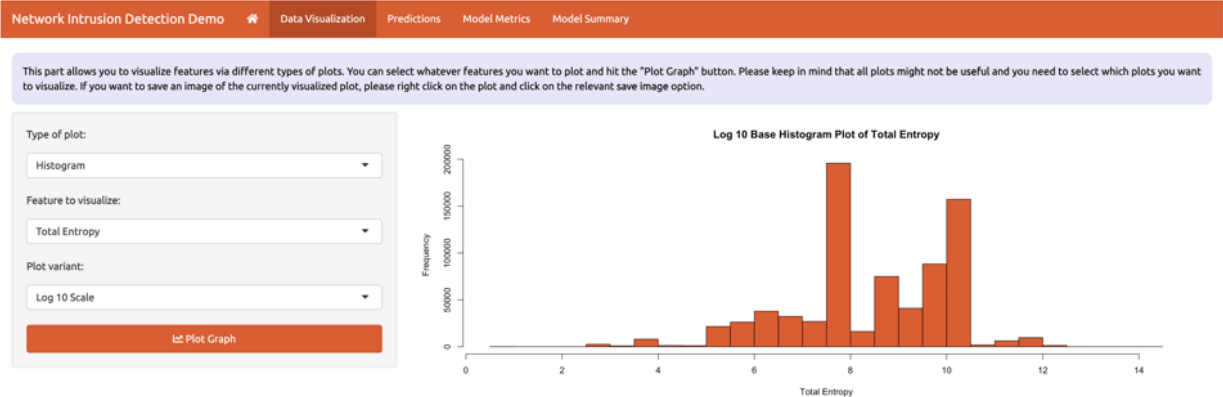 Network Intrusion Detection Demo Data Visualization Predictions Model Metrics Model Summary
This part allows you to visualize features via different types of plots. You can select whatever features you want to plot and hit the "Plot Graph" button. Please keep in mind that all plots might not be useful and you need to select which plots you want
to visualize. If you want to save an image of the currently visualized plot, please right click on the plot and click on the relevant save image option.
Type of plot:
Histogram
Feature to visualize:
Total Entropy
Plot variant:
Log 10 Scale
Plot Graph
Log 10 Base Histogram Plot of Total Entropy
Frequency
200000
150000
100000
50000
0
0 2 4 6 8 10 12 14
Total Entropy